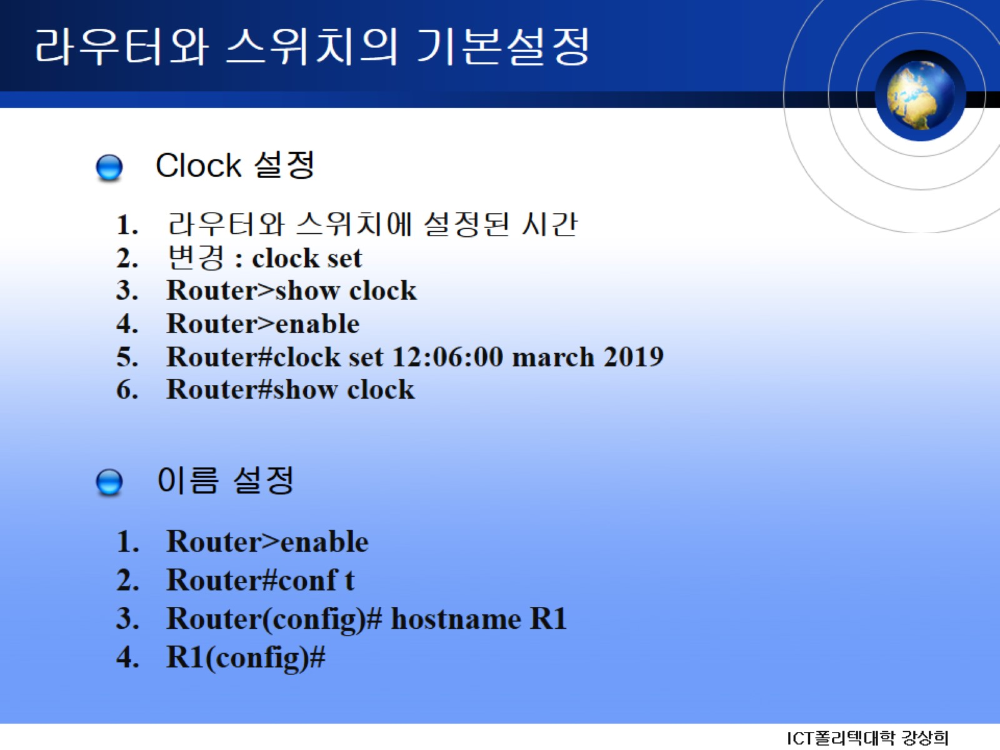 라우터와 스위치의 기본설정
Clock 설정
1. 라우터와 스위치에 설정된 시간
2. 변경 : clock set
3. Router>show clock
4. Router>enable
5. Router#clock set 12:06:00 march 2019
6. Router#show clock
이름 설정
1. Router>enable
2. Router#conf t
3. Router(config)# hostname R1
4. R1(config)#
ICT폴리텍대학 강상희